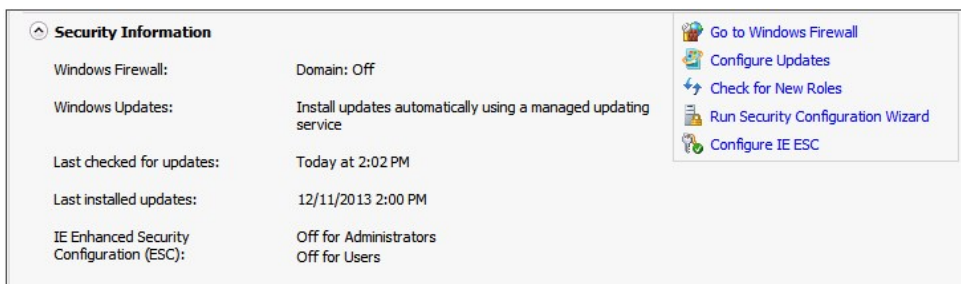 Security Information
Windows Firewall: Domain: Off
Windows Updates: Install updates automatically using a managed updating
service
Last checked for updates: Today at 2:02 PM
Last installed updates: 12/11/2013 2:00 PM
IE Enhanced Security Off for Administrators
Configuration (ESC): Off for Users
Go to Windows Firewall
Configure Updates
Check for New Roles
Run Security Configuration Wizard
Configure IE ESC